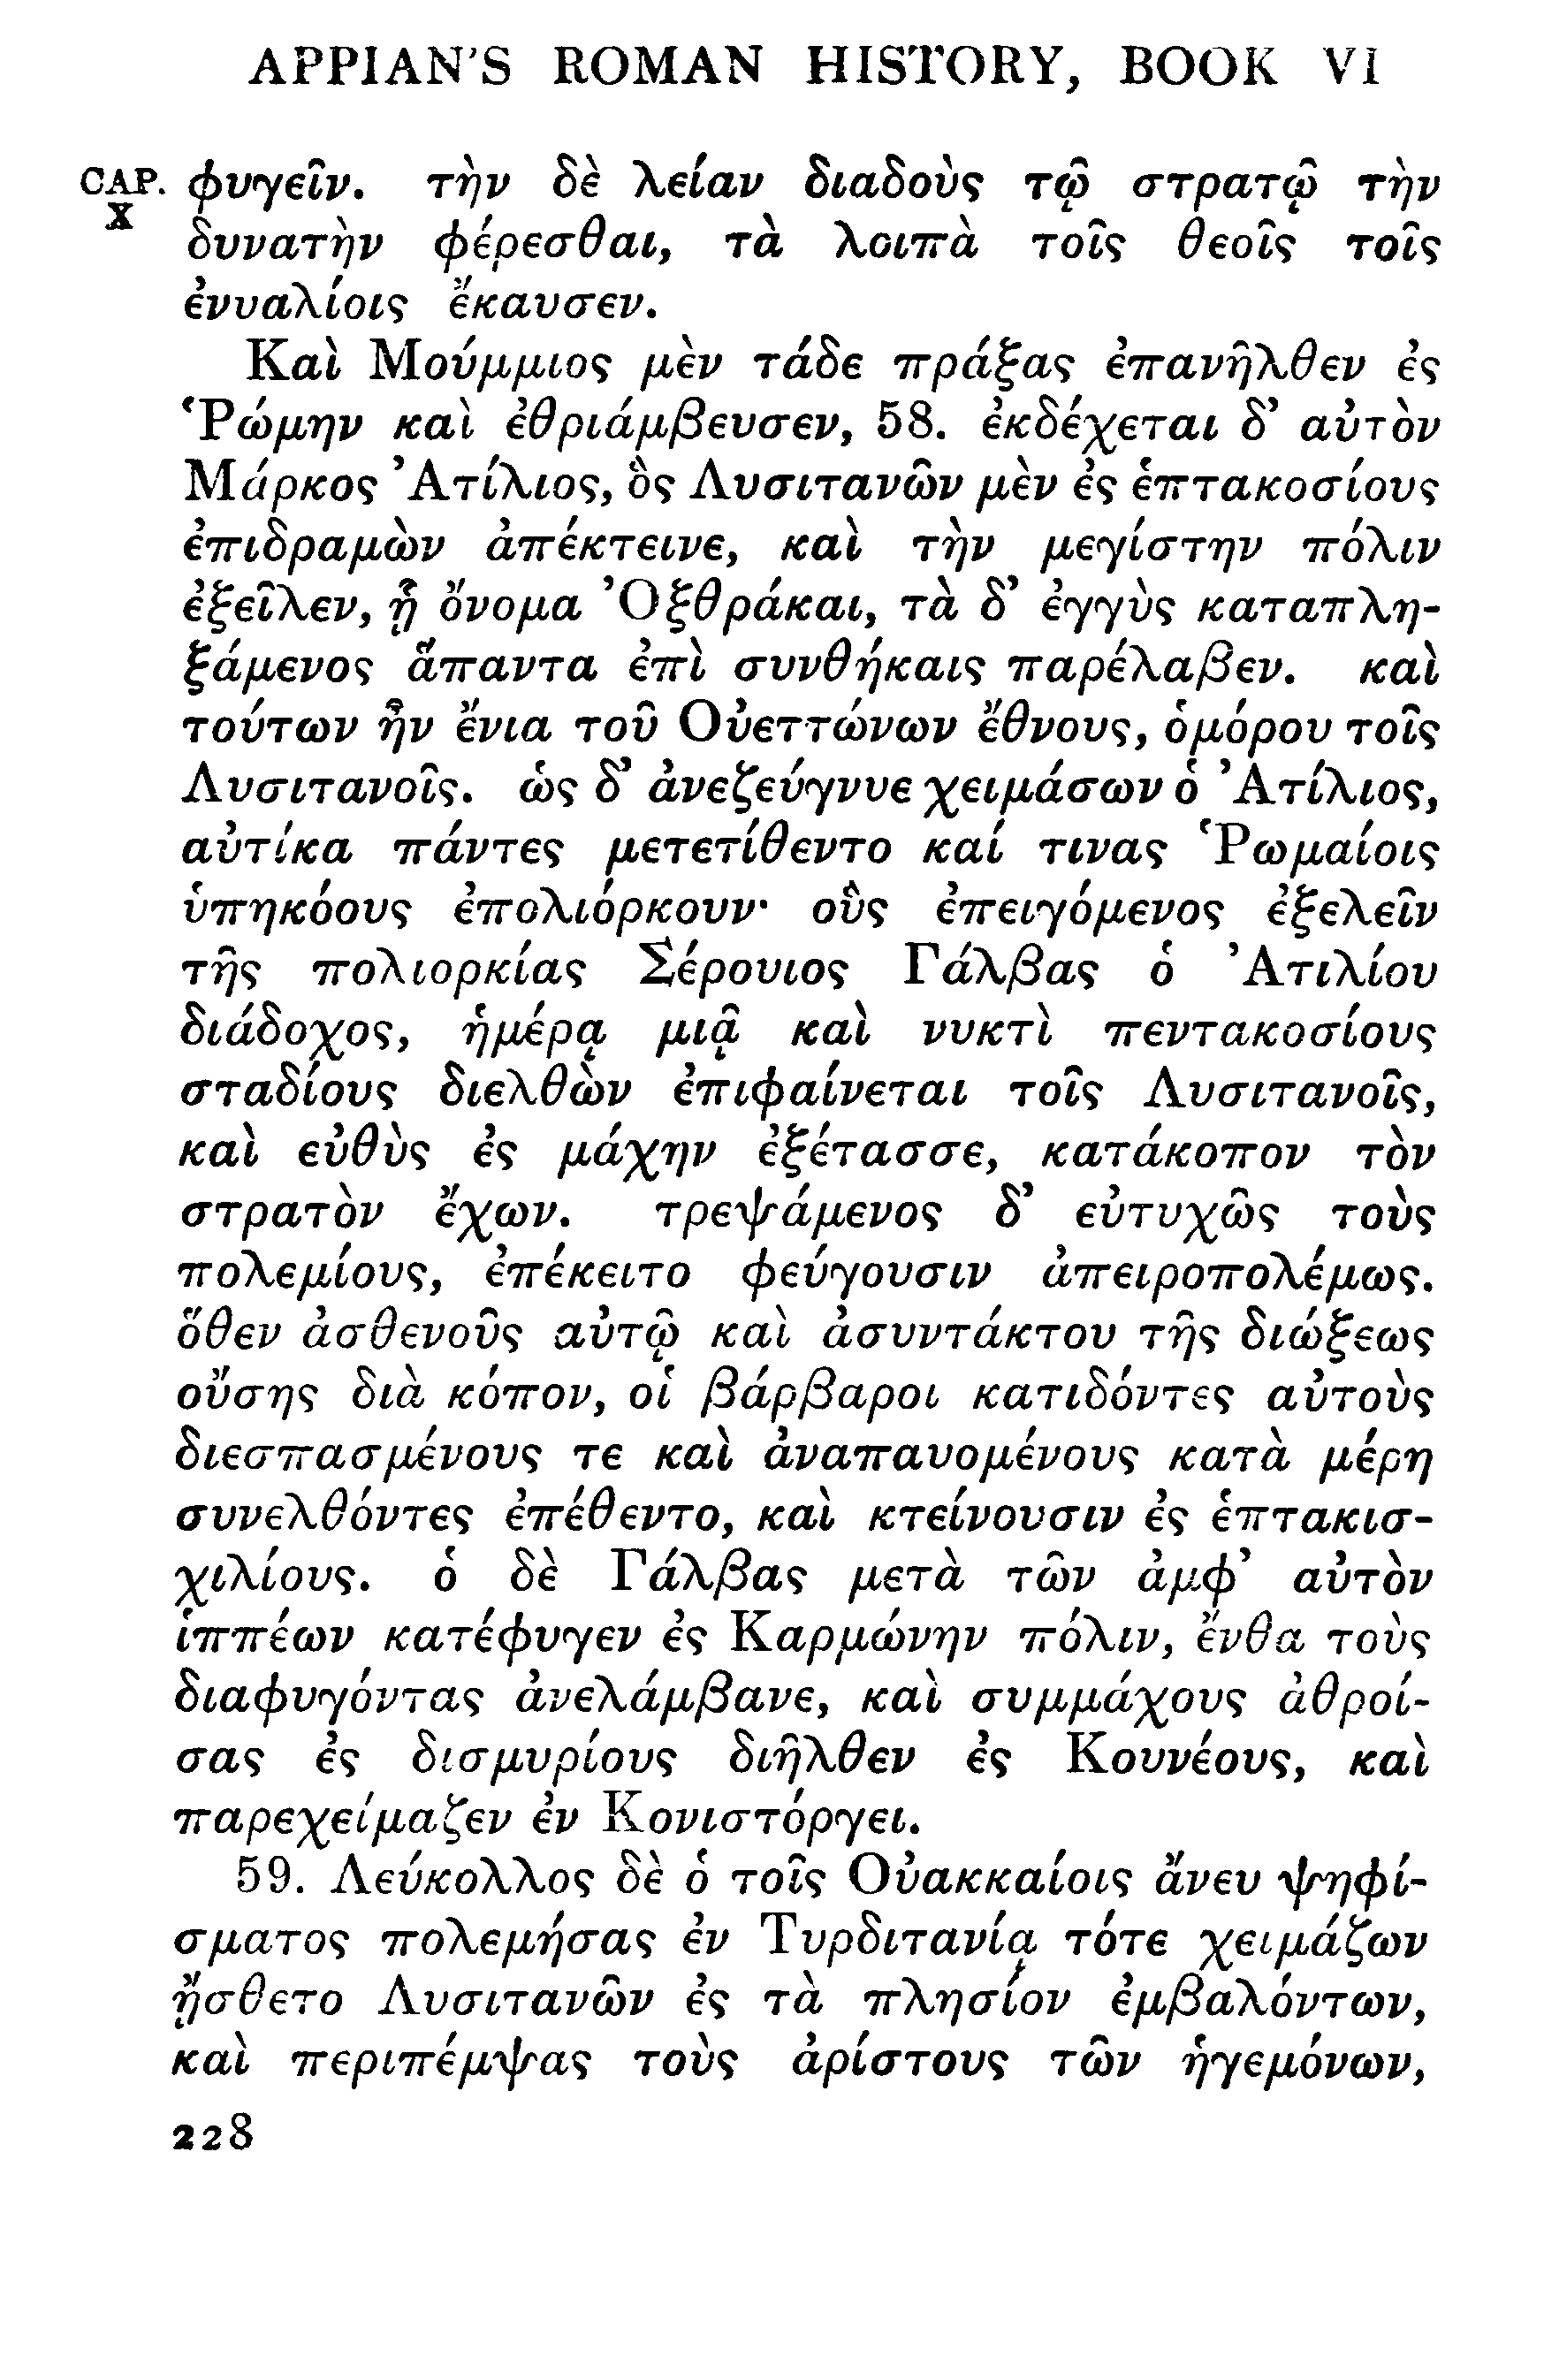 APPIAN'S ROMAN HISTORY, BOOK VI
CAP. φυγεῖν. τὴν δὲ λείαν διαδοὺς τῷ στρατῷ τὴν
X δυνατὴν φέρεσθαι, τὰ λοιπὰ τοῖς θεοῖς τοῖς
ἐνυαλίοις ἔκαυσεν.
Καὶ Μούμμιος μὲν τάδε πράξας ἐπανῆλθεν ἐς
Ῥώμην καὶ ἐθριάμβευσεν, 58. ἐκδέχεται δ' αὐτὸν
Μάρκος Ἀτίλιος, ὃς Λυσιτανῶν μὲν ἐς ἑπτακοσίους
ἐπιδραμὼν ἀπέκτεινε, καὶ τὴν μεγίστην πόλιν
ἐξεῖλεν, ᾗ ὄνομα Ὀξθράκαι, τὰ δ' ἐγγὺς καταπλη-
ξάμενος ἅπαντα ἐπὶ συνθήκαις παρέλαβεν. καὶ
τούτων ἦν ἔνια τοῦ Οὐεττώνων ἔθνους, ὁμόρου τοῖς
Λυσιτανοῖς. ὡς δ' ἀνεζεύγνυε χειμάσων ὁ Ἀτίλιος,
αὐτίκα πάντες μετετίθεντο καί τινας Ῥωμαίοις
ὑπηκόους ἐπολιόρκουν· οὓς ἐπειγόμενος ἐξελεῖν
τῆς πολιορκίας Σέρουιος Γάλβας ὁ Ἀτιλίου
διάδοχος, ἡμέρᾳ μιᾷ καὶ νυκτὶ πεντακοσίους
σταδίους διελθὼν ἐπιφαίνεται τοῖς Λυσιτανοῖς,
καὶ εὐθὺς ἐς μάχην ἐξέτασσε, κατάκοπον τὸν
στρατὸν ἔχων. τρεψάμενος δ' εὐτυχῶς τοὺς
πολεμίους, ἐπέκειτο φεύγουσιν ἀπειροπολέμως.
ὅθεν ἀσθενοῦς αὐτῷ καὶ ἀσυντάκτου τῆς διώξεως
οὔσης διὰ κόπον, οἱ βάρβαροι κατιδόντες αὐτοὺς
διεσπασμένους τε καὶ ἀναπαυομένους κατὰ μέρη
συνελθόντες ἐπέθεντο, καὶ κτείνουσιν ἐς ἑπτακισ-
χιλίους. ὁ δὲ Γάλβας μετὰ τῶν ἀμφ' αὐτὸν
ἱππέων κατέφυγεν ἐς Καρμώνην πόλιν, ἔνθα τοὺς
διαφυγόντας ἀνελάμβανε, καὶ συμμάχους ἀθροί-
σας ἐς δισμυρίους διῆλθεν ἐς Κουνέους, καὶ
παρεχείμαζεν ἐν Κονιστόργει.
59. Λεύκολλος δὲ ὁ τοῖς Οὐακκαίοις ἄνευ ψηφί-
σματος πολεμήσας ἐν Τυρδιτανίᾳ τότε χειμάζων
ᾔσθετο Λυσιτανῶν ἐς τὰ πλησίον ἐμβαλόντων,
καὶ περιπέμψας τοὺς ἀρίστους τῶν ἡγεμόνων,
228